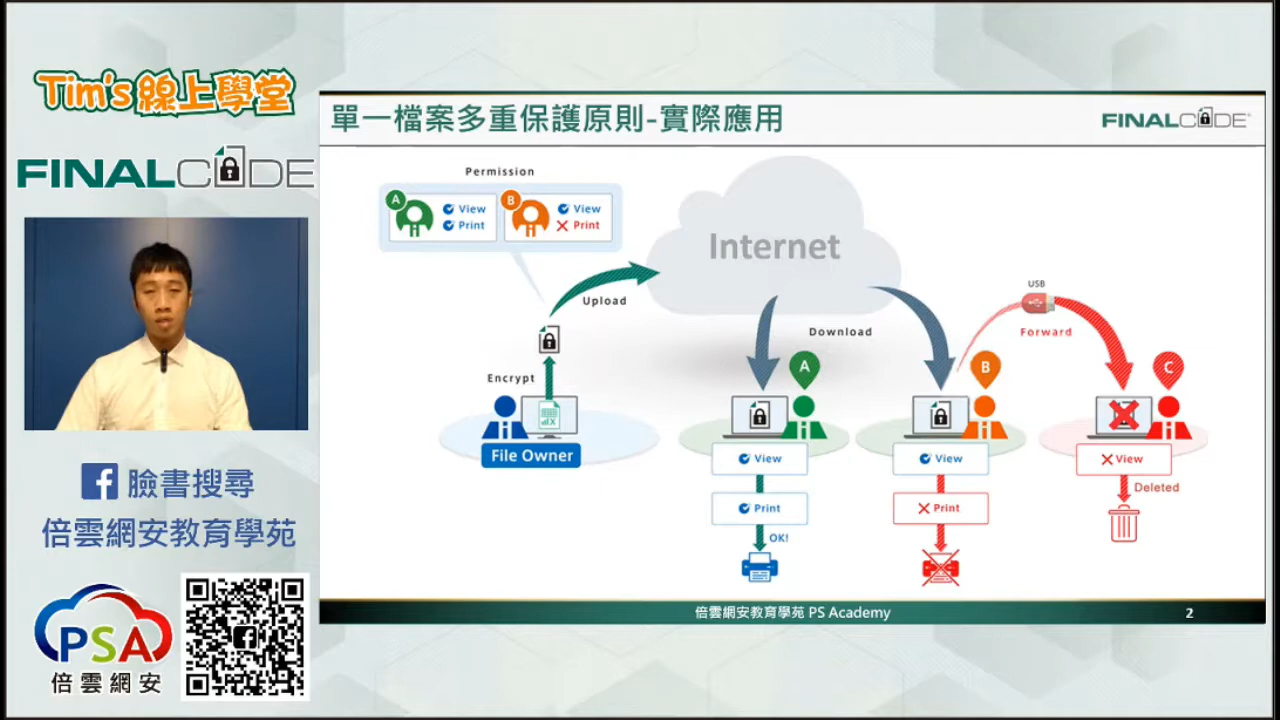 Tim's線上學堂
FINALCODE
臉書搜尋
倍雲網安教育學苑
PSA
倍雲網安
單一檔案多重保護原則-實際應用
FINALCODE
Permission
A
View
Print
B
View
Print
Internet
Upload
Encrypt
File Owner
Download
USB
Forward
A
View
Print
OK!
B
View
Print
C
View
Deleted
倍雲網安教育學苑 PS Academy
2